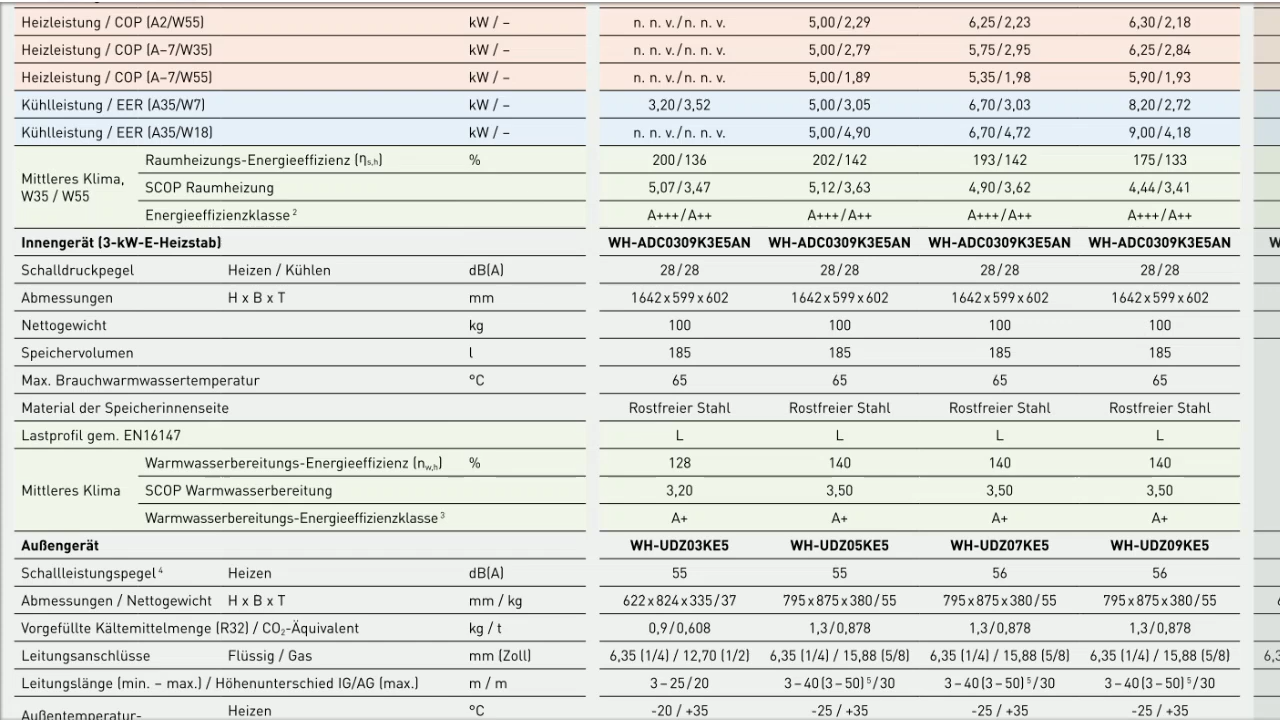 Heizleistung / COP (A2/W55) kW / – n. n. v. / n. n. v. 5,00 / 2,29 6,25 / 2,23 6,30 / 2,18
Heizleistung / COP (A–7/W35) kW / – n. n. v. / n. n. v. 5,00 / 2,79 5,75 / 2,95 6,25 / 2,84
Heizleistung / COP (A–7/W55) kW / – n. n. v. / n. n. v. 5,00 / 1,89 5,35 / 1,98 5,90 / 1,93
Kühlleistung / EER (A35/W7) kW / – 3,20 / 3,52 5,00 / 3,05 6,70 / 3,03 8,20 / 2,72
Kühlleistung / EER (A35/W18) kW / – n. n. v. / n. n. v. 5,00 / 4,90 6,70 / 4,72 9,00 / 4,18
Mittleres Klima, W35 / W55 Raumheizungs-Energieeffizienz (ηs,h) % 200 / 136 202 / 142 193 / 142 175 / 133
SCOP Raumheizung 5,07 / 3,47 5,12 / 3,63 4,90 / 3,62 4,44 / 3,41
Energieeffizienzklasse ² A+++ / A++ A+++ / A++ A+++ / A++ A+++ / A++
Innengerät (3-kW-E-Heizstab) WH-ADC0309K3E5AN WH-ADC0309K3E5AN WH-ADC0309K3E5AN WH-ADC0309K3E5AN
Schalldruckpegel Heizen / Kühlen dB(A) 28 / 28 28 / 28 28 / 28 28 / 28
Abmessungen H x B x T mm 1642 x 599 x 602 1642 x 599 x 602 1642 x 599 x 602 1642 x 599 x 602
Nettogewicht kg 100 100 100 100
Speichervolumen l 185 185 185 185
Max. Brauchwarmwassertemperatur °C 65 65 65 65
Material der Speicherinnenseite Rostfreier Stahl Rostfreier Stahl Rostfreier Stahl Rostfreier Stahl
Lastprofil gem. EN16147 L L L L
Mittleres Klima Warmwasserbereitungs-Energieeffizienz (nw,h) % 128 140 140 140
SCOP Warmwasserbereitung 3,20 3,50 3,50 3,50
Warmwasserbereitungs-Energieeffizienzklasse ³ A+ A+ A+ A+
Außengerät WH-UDZ03KE5 WH-UDZ05KE5 WH-UDZ07KE5 WH-UDZ09KE5
Schallleistungspegel ⁴ Heizen dB(A) 55 55 56 56
Abmessungen / Nettogewicht H x B x T mm / kg 622 x 824 x 335 / 37 795 x 875 x 380 / 55 795 x 875 x 380 / 55 795 x 875 x 380 / 55
Vorgefüllte Kältemittelmenge (R32) / CO₂-Äquivalent kg / t 0,9 / 0,608 1,3 / 0,878 1,3 / 0,878 1,3 / 0,878
Leitungsanschlüsse Flüssig / Gas mm (Zoll) 6,35 (1/4) / 12,70 (1/2) 6,35 (1/4) / 15,88 (5/8) 6,35 (1/4) / 15,88 (5/8) 6,35 (1/4) / 15,88 (5/8)
Leitungslänge (min. – max.) / Höhenunterschied IG/AG (max.) m / m 3 – 25 / 20 3 – 40 (3 – 50) ⁵ / 30 3 – 40 (3 – 50) ⁵ / 30 3 – 40 (3 – 50) ⁵ / 30
Außentemperatur- Heizen °C -20 / +35 -25 / +35 -25 / +35 -25 / +35